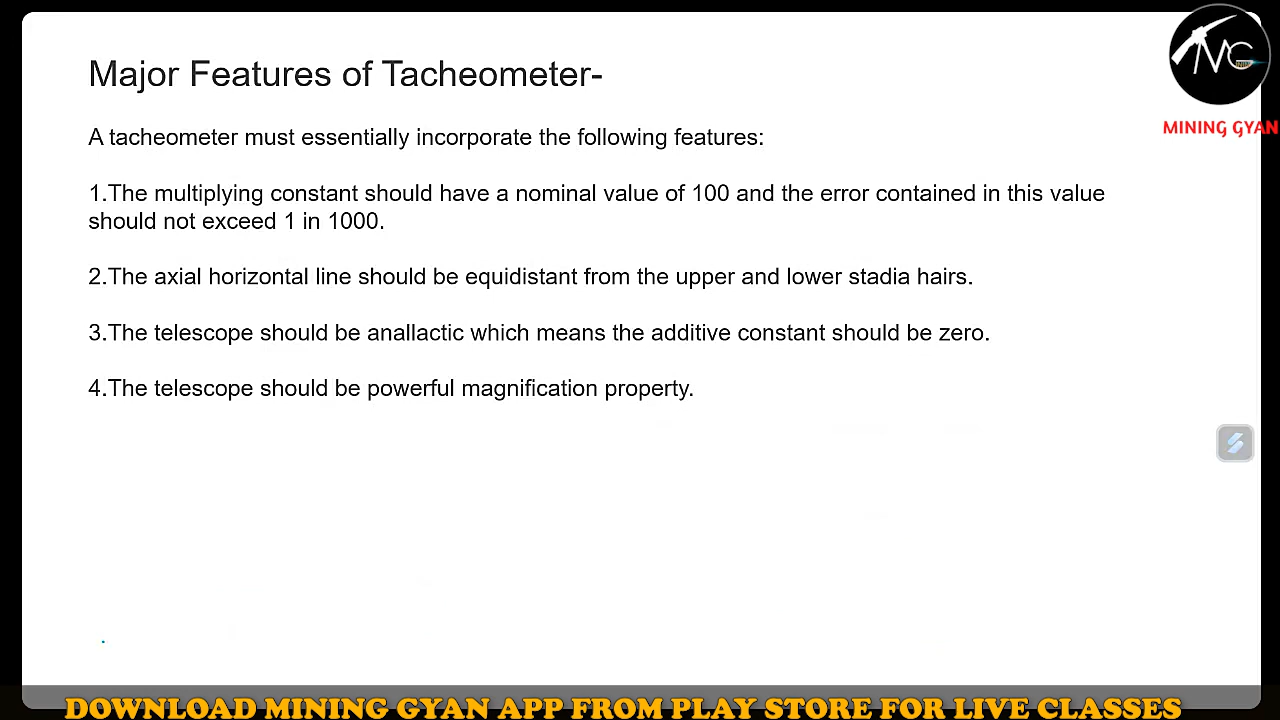 Major Features of Tacheometer-
MINING GYAN
A tacheometer must essentially incorporate the following features:
1.The multiplying constant should have a nominal value of 100 and the error contained in this value
should not exceed 1 in 1000.
2.The axial horizontal line should be equidistant from the upper and lower stadia hairs.
3.The telescope should be anallactic which means the additive constant should be zero.
4.The telescope should be powerful magnification property.
DOWNLOAD MINING GYAN APP FROM PLAY STORE FOR LIVE CLASSES